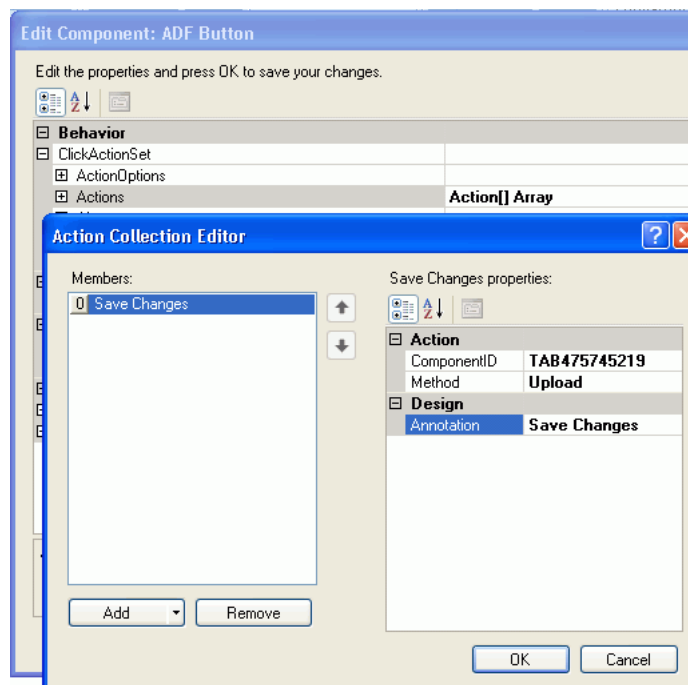 Edit Component: ADF Button
Edit the properties and press OK to save your changes.
Behavior
ClickActionSet
ActionOptions
Actions Action[] Array
Action Collection Editor
Members: Save Changes properties:
0 Save Changes
Action
ComponentID TAB475745219
Method Upload
Design
Annotation Save Changes
Add Remove
OK Cancel